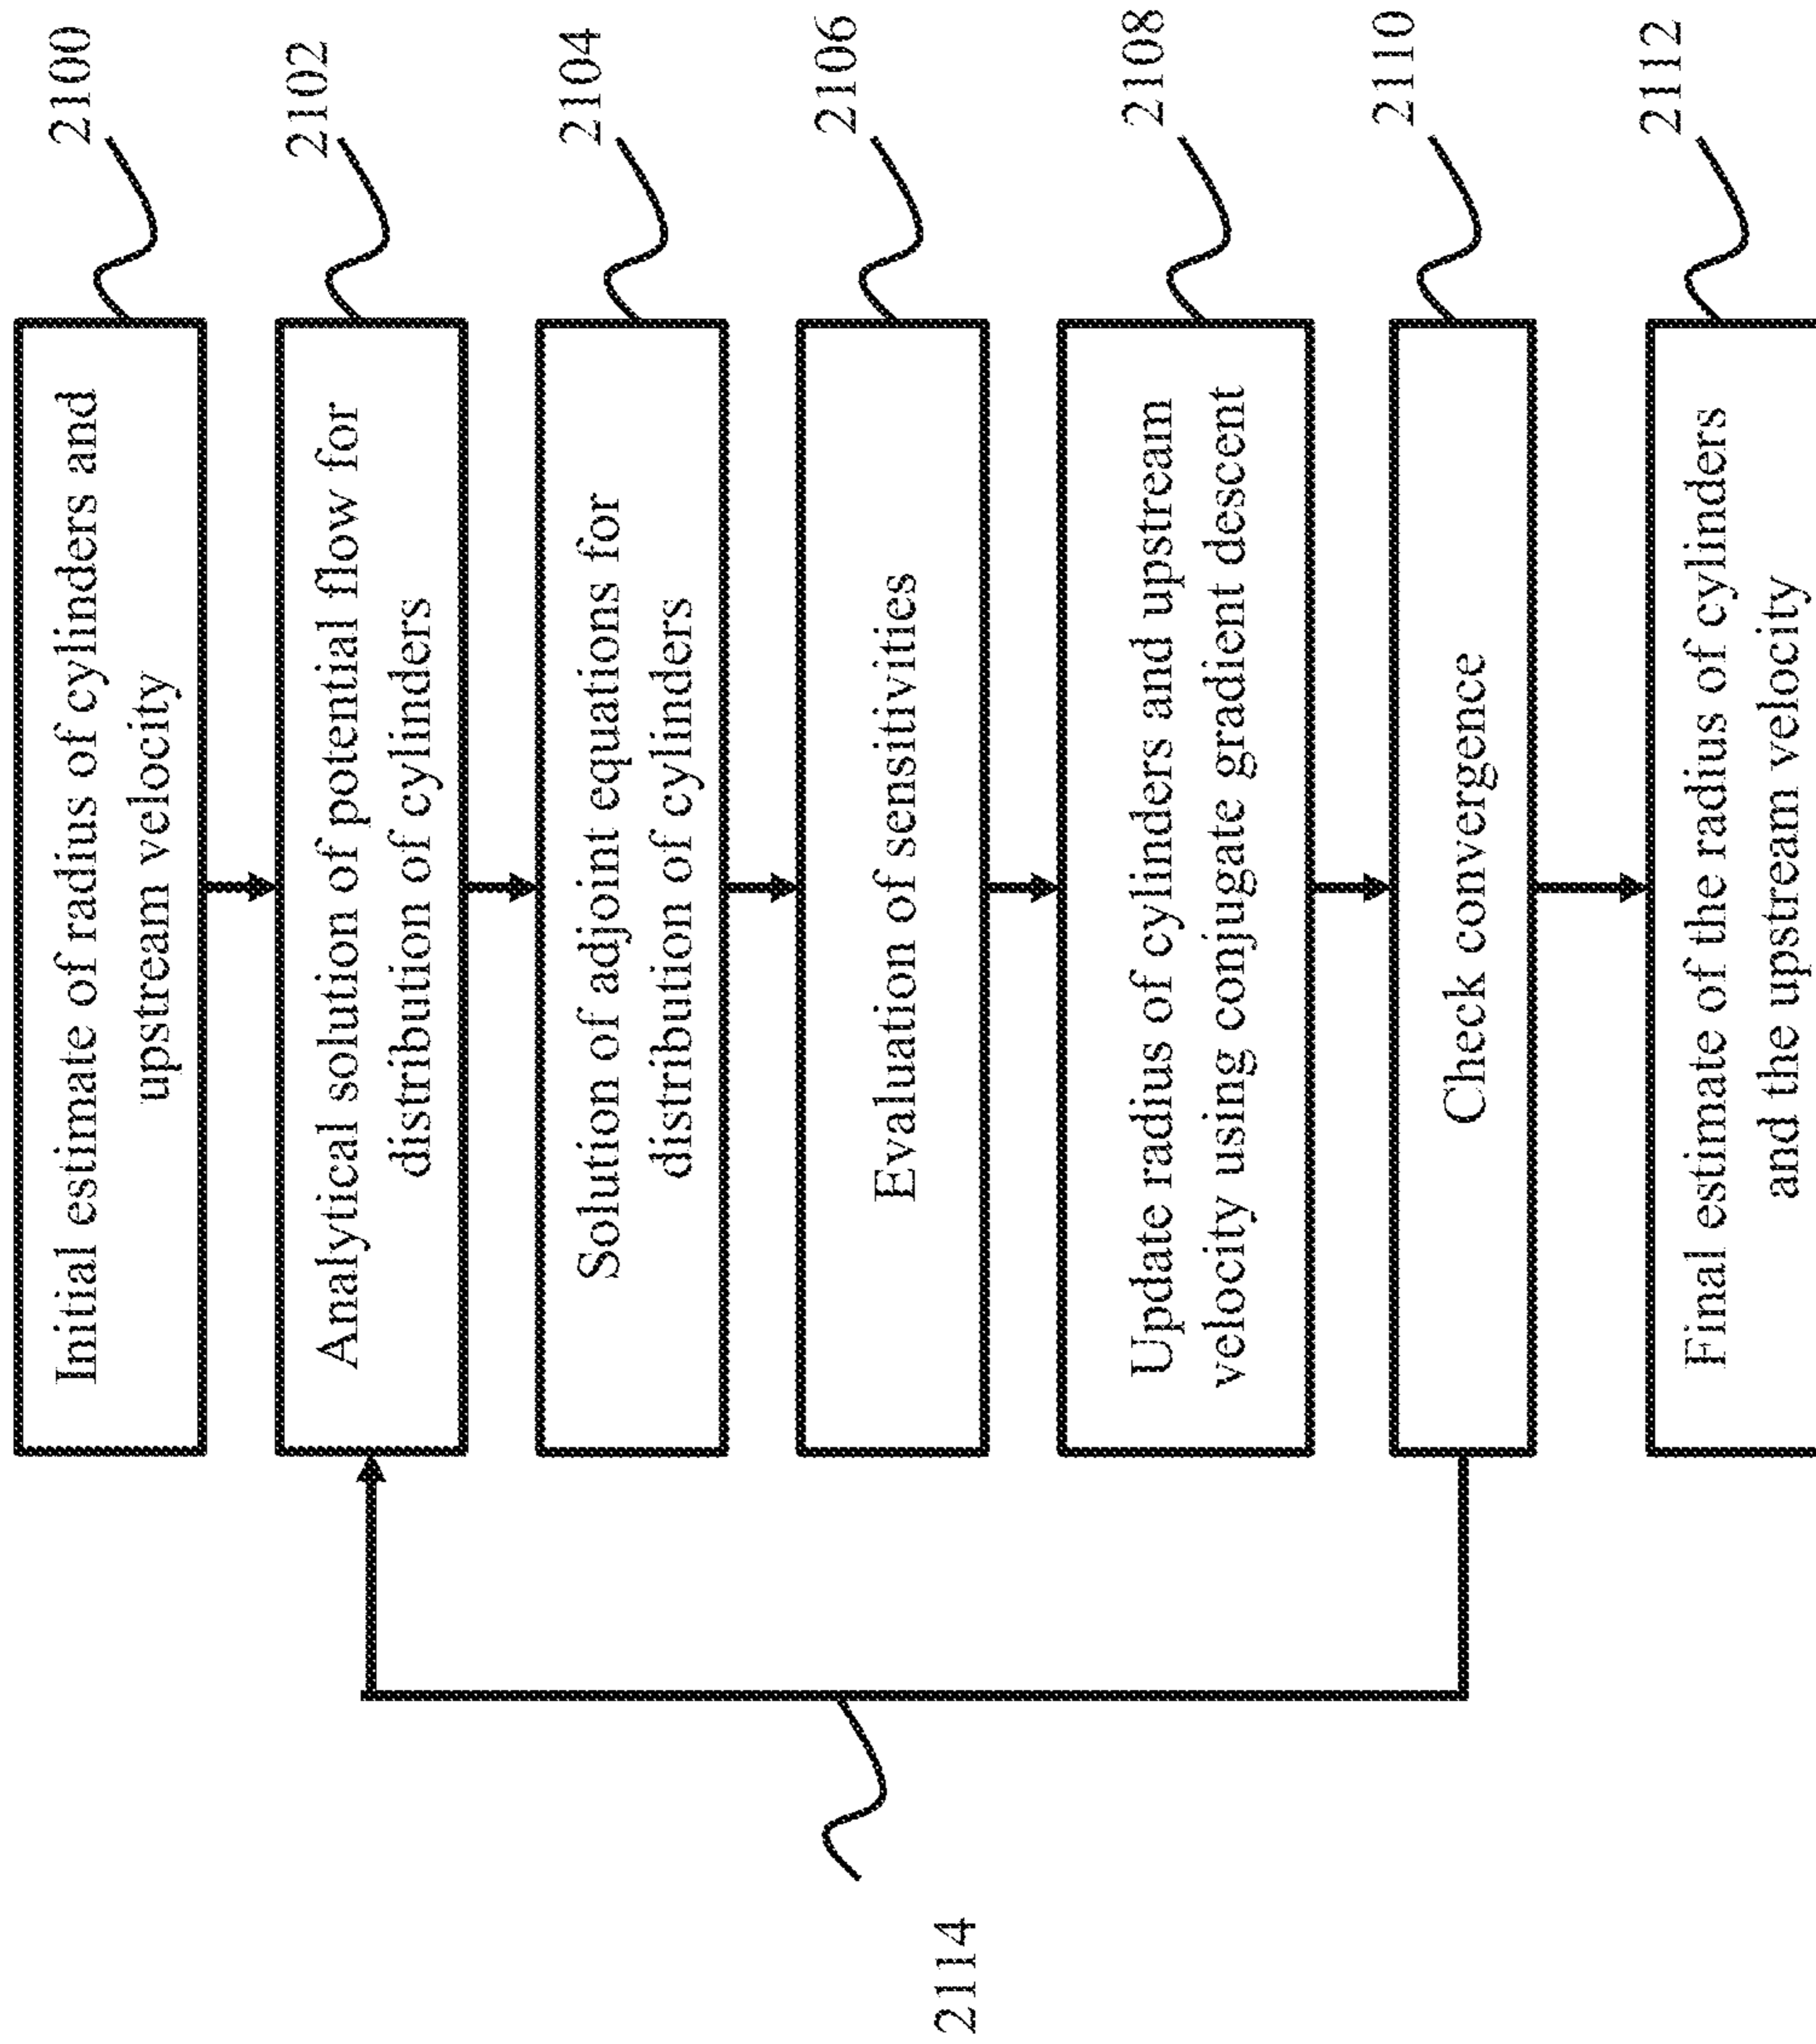 Initial estimate of radius of cylinders and
upstream velocity
2100
Analytical solution of potential flow for
distribution of cylinders
2102
Solution of adjoint equations for
distribution of cylinders
2104
Evaluation of sensitivities
2106
Update radius of cylinders and upstream
velocity using conjugate gradient descent
2108
Check convergence
2110
Final estimate of the radius of cylinders
and the upstream velocity
2112
2114